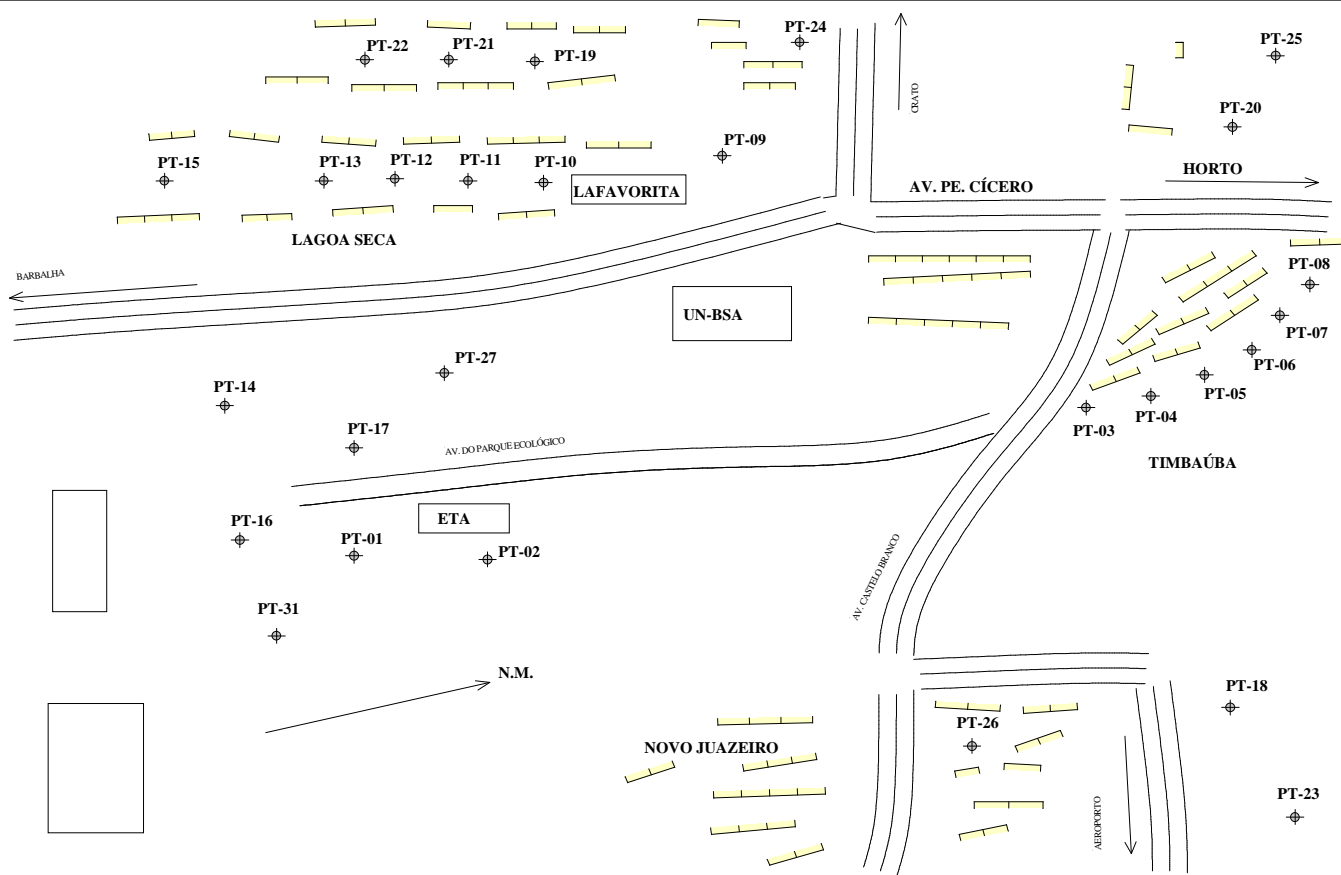 PT-24
PT-22
PT-21
PT-19
PT-25
CRATO
PT-20
PT-09
PT-15
PT-13
PT-12
PT-11
PT-10
LAFAVORITA
HORTO
AV. PE. CÍCERO
LAGOA SECA
BARBALHA
PT-08
UN-BSA
PT-07
PT-27
PT-06
PT-14
PT-05
PT-04
PT-17
PT-03
AV. DO PARQUE ECOLÓGICO
TIMBAÚBA
PT-16
ETA
PT-01
PT-02
AV. CASTELO BRANCO
PT-31
N.M.
PT-18
PT-26
NOVO JUAZEIRO
PT-23
AEROPORTO